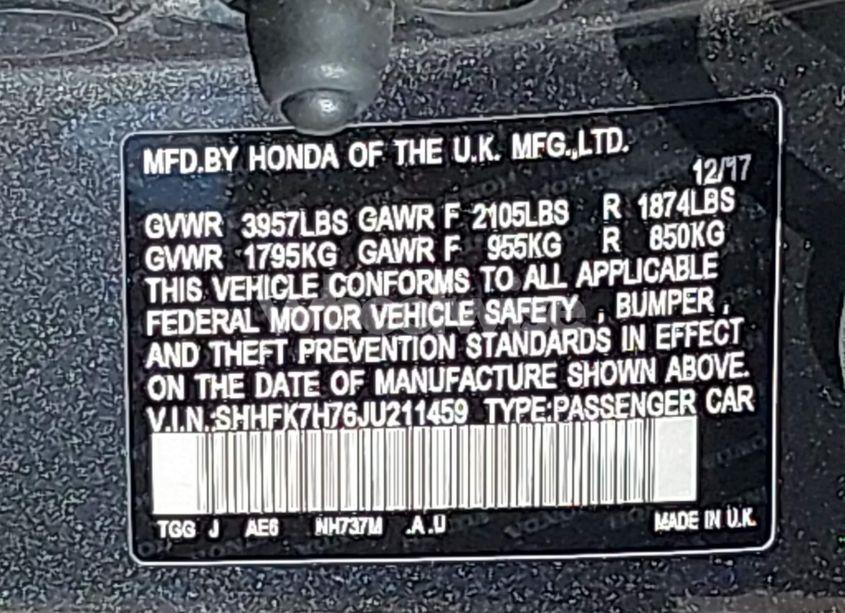 MFD.BY HONDA OF THE U.K. MFG.,LTD.
12/17
GVWR 3957LBS GAWR F 2105LBS R 1874LBS
GVWR 1795KG GAWR F 955KG R 850KG
THIS VEHICLE CONFORMS TO ALL APPLICABLE
FEDERAL MOTOR VEHICLE SAFETY , BUMPER ,
AND THEFT PREVENTION STANDARDS IN EFFECT
ON THE DATE OF MANUFACTURE SHOWN ABOVE.
V.I.N.:SHHFK7H76JU211459 TYPE:PASSENGER CAR
TGG J AE6 NH737M .A.U MADE IN U.K.